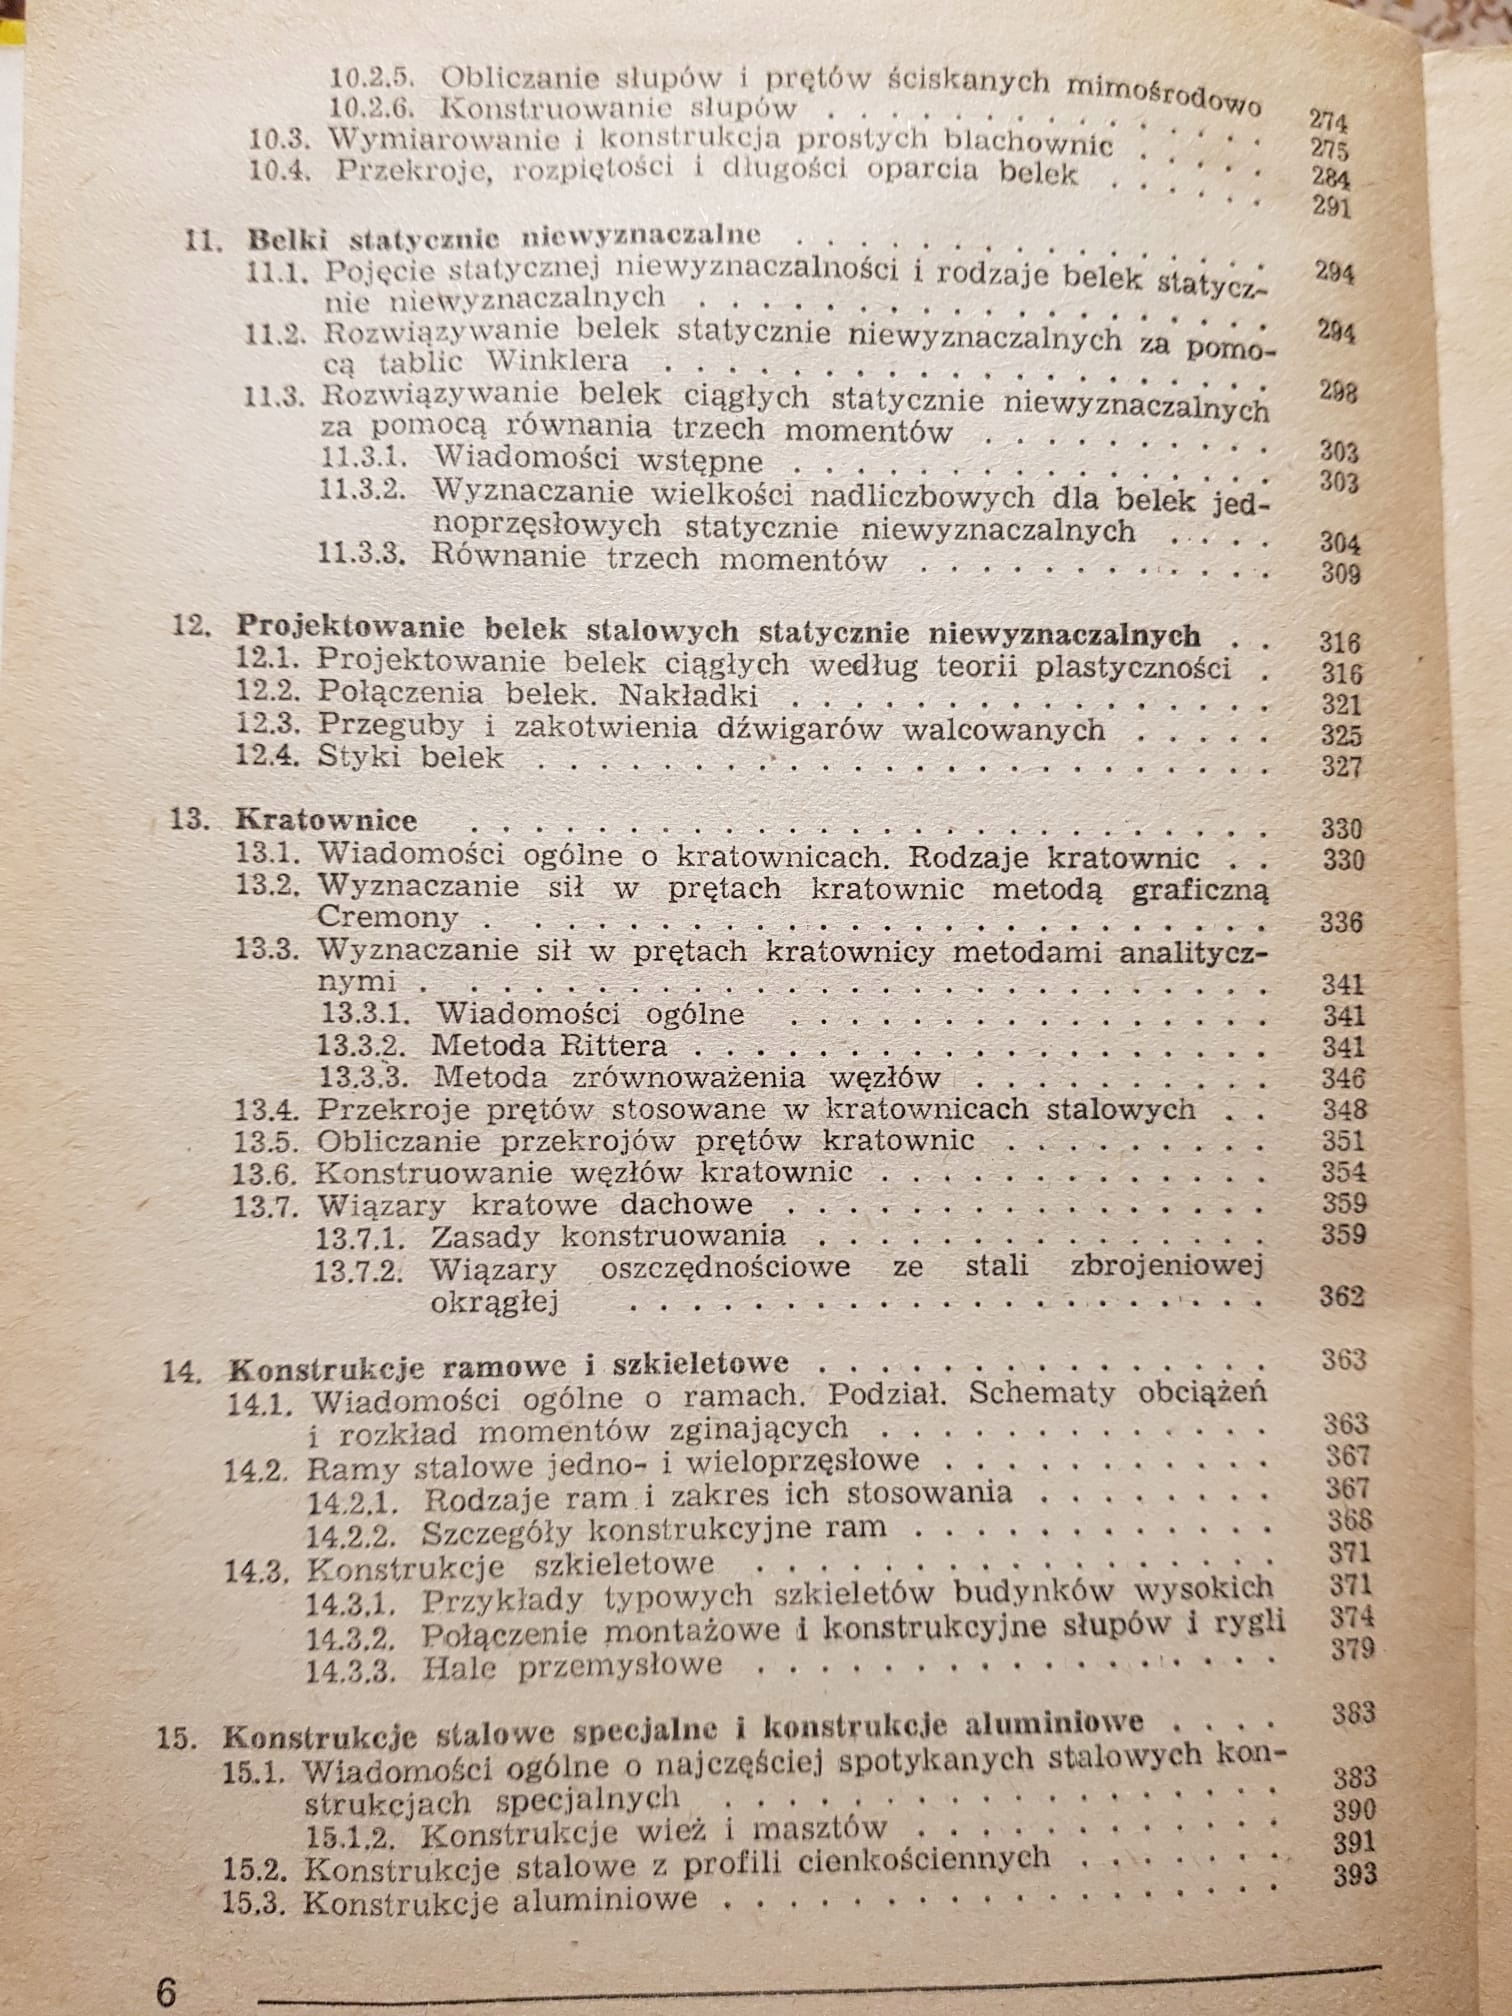 10.2.5. Obliczanie słupów i prętów ściskanych mimośrodowo 274
10.2.6. Konstruowanie słupów . . . . . . . . . . . . . . 275
10.3. Wymiarowanie i konstrukcja prostych blachownic . . . . . 284
10.4. Przekroje, rozpiętości i długości oparcia belek . . . . . . 291
11. Belki statycznie niewyznaczalne . . . . . . . . . . . . . . . 294
11.1. Pojęcie statycznej niewyznaczalności i rodzaje belek statycz-
nie niewyznaczalnych . . . . . . . . . . . . . . . . . . 294
11.2. Rozwiązywanie belek statycznie niewyznaczalnych za pomo-
cą tablic Winklera . . . . . . . . . . . . . . . . . . . 298
11.3. Rozwiązywanie belek ciągłych statycznie niewyznaczalnych
za pomocą równania trzech momentów . . . . . . . . . 303
11.3.1. Wiadomości wstępne . . . . . . . . . . . . . . . 303
11.3.2. Wyznaczanie wielkości nadliczbowych dla belek jed-
noprzęsłowych statycznie niewyznaczalnych . . . . 304
11.3.3. Równanie trzech momentów . . . . . . . . . . . 309
12. Projektowanie belek stalowych statycznie niewyznaczalnych . . 316
12.1. Projektowanie belek ciągłych według teorii plastyczności . 316
12.2. Połączenia belek. Nakładki . . . . . . . . . . . . . . . 321
12.3. Przeguby i zakotwienia dźwigarów walcowanych . . . . . 325
12.4. Styki belek . . . . . . . . . . . . . . . . . . . . . . . 327
13. Kratownice . . . . . . . . . . . . . . . . . . . . . . . . . 330
13.1. Wiadomości ogólne o kratownicach. Rodzaje kratownic . . 330
13.2. Wyznaczanie sił w prętach kratownic metodą graficzną
Cremony . . . . . . . . . . . . . . . . . . . . . . . . 336
13.3. Wyznaczanie sił w prętach kratownicy metodami analitycz-
nymi . . . . . . . . . . . . . . . . . . . . . . . . . . 341
13.3.1. Wiadomości ogólne . . . . . . . . . . . . . . . 341
13.3.2. Metoda Rittera . . . . . . . . . . . . . . . . . . 341
13.3.3. Metoda zrównoważenia węzłów . . . . . . . . . . 346
13.4. Przekroje prętów stosowane w kratownicach stalowych . . 348
13.5. Obliczanie przekrojów prętów kratownic . . . . . . . . . 351
13.6. Konstruowanie węzłów kratownic . . . . . . . . . . . . . 354
13.7. Wiązary kratowe dachowe . . . . . . . . . . . . . . . . 359
13.7.1. Zasady konstruowania . . . . . . . . . . . . . . . 359
13.7.2. Wiązary oszczędnościowe ze stali zbrojeniowej
okrągłej . . . . . . . . . . . . . . . . . . . . . 362
14. Konstrukcje ramowe i szkieletowe . . . . . . . . . . . . . . . 363
14.1. Wiadomości ogólne o ramach. Podział. Schematy obciążeń
i rozkład momentów zginających . . . . . . . . . . . . . 363
14.2. Ramy stalowe jedno- i wieloprzęsłowe . . . . . . . . . . . 367
14.2.1. Rodzaje ram i zakres ich stosowania . . . . . . . . 367
14.2.2. Szczegóły konstrukcyjne ram . . . . . . . . . . . . 368
14.3. Konstrukcje szkieletowe . . . . . . . . . . . . . . . . . 371
14.3.1. Przykłady typowych szkieletów budynków wysokich 371
14.3.2. Połączenie montażowe i konstrukcyjne słupów i rygli 374
14.3.3. Hale przemysłowe . . . . . . . . . . . . . . . . . 379
15. Konstrukcje stalowe specjalne i konstrukcje aluminiowe . . . . 383
15.1. Wiadomości ogólne o najczęściej spotykanych stalowych kon-
strukcjach specjalnych . . . . . . . . . . . . . . . . . . 383
15.1.2. Konstrukcje wież i masztów . . . . . . . . . . . . 390
15.2. Konstrukcje stalowe z profili cienkościennych . . . . . . . 391
15.3. Konstrukcje aluminiowe . . . . . . . . . . . . . . . . . . 393
6